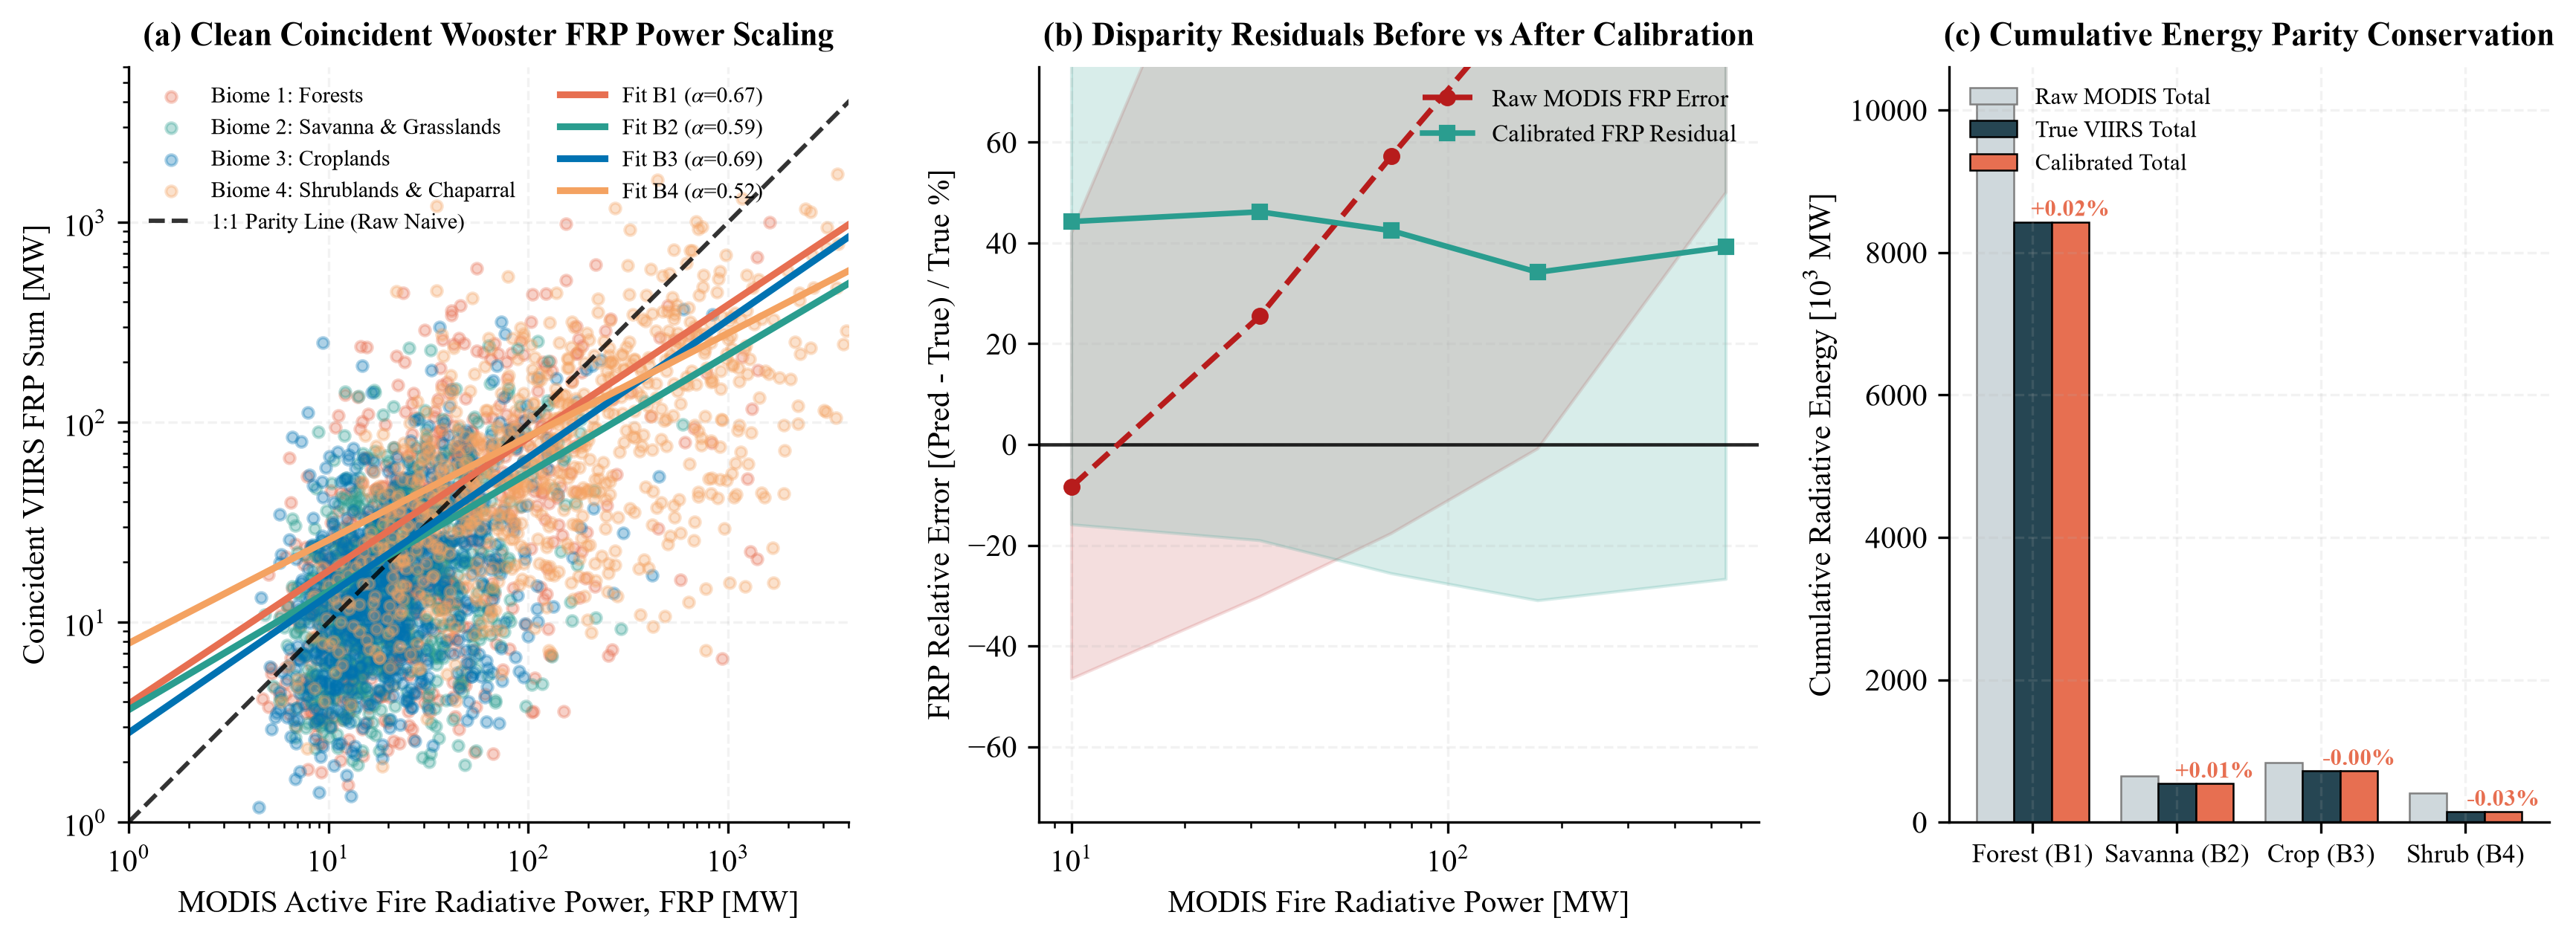 (a) Clean Coincident Wooster FRP Power Scaling
Coincident VIIRS FRP Sum [MW]
10³
10²
10¹
10⁰
Biome 1: Forests
Biome 2: Savanna & Grasslands
Biome 3: Croplands
Biome 4: Shrublands & Chaparral
1:1 Parity Line (Raw Naive)
Fit B1 (α=0.67)
Fit B2 (α=0.59)
Fit B3 (α=0.69)
Fit B4 (α=0.52)
10⁰ 10¹ 10² 10³
MODIS Active Fire Radiative Power, FRP [MW]
(b) Disparity Residuals Before vs After Calibration
FRP Relative Error [(Pred - True) / True %]
60
40
20
0
−20
−40
−60
Raw MODIS FRP Error
Calibrated FRP Residual
10¹ 10²
MODIS Fire Radiative Power [MW]
(c) Cumulative Energy Parity Conservation
Cumulative Radiative Energy [10³ MW]
10000
8000
6000
4000
2000
0
Raw MODIS Total
True VIIRS Total
Calibrated Total
+0.02%
+0.01%
-0.00%
-0.03%
Forest (B1) Savanna (B2) Crop (B3) Shrub (B4)